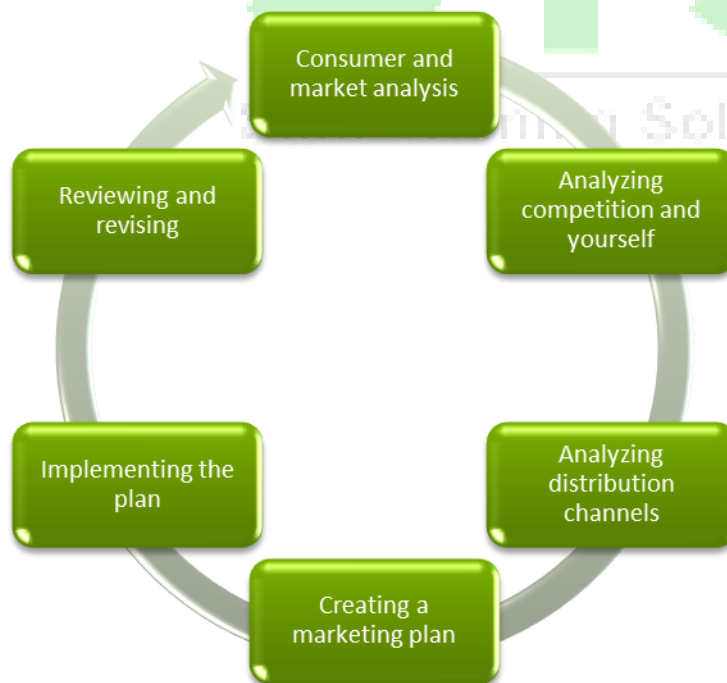 Consumer and
market analysis
Analyzing
competition and
yourself
Analyzing
distribution
channels
Creating a
marketing plan
Implementing the
plan
Reviewing and
revising